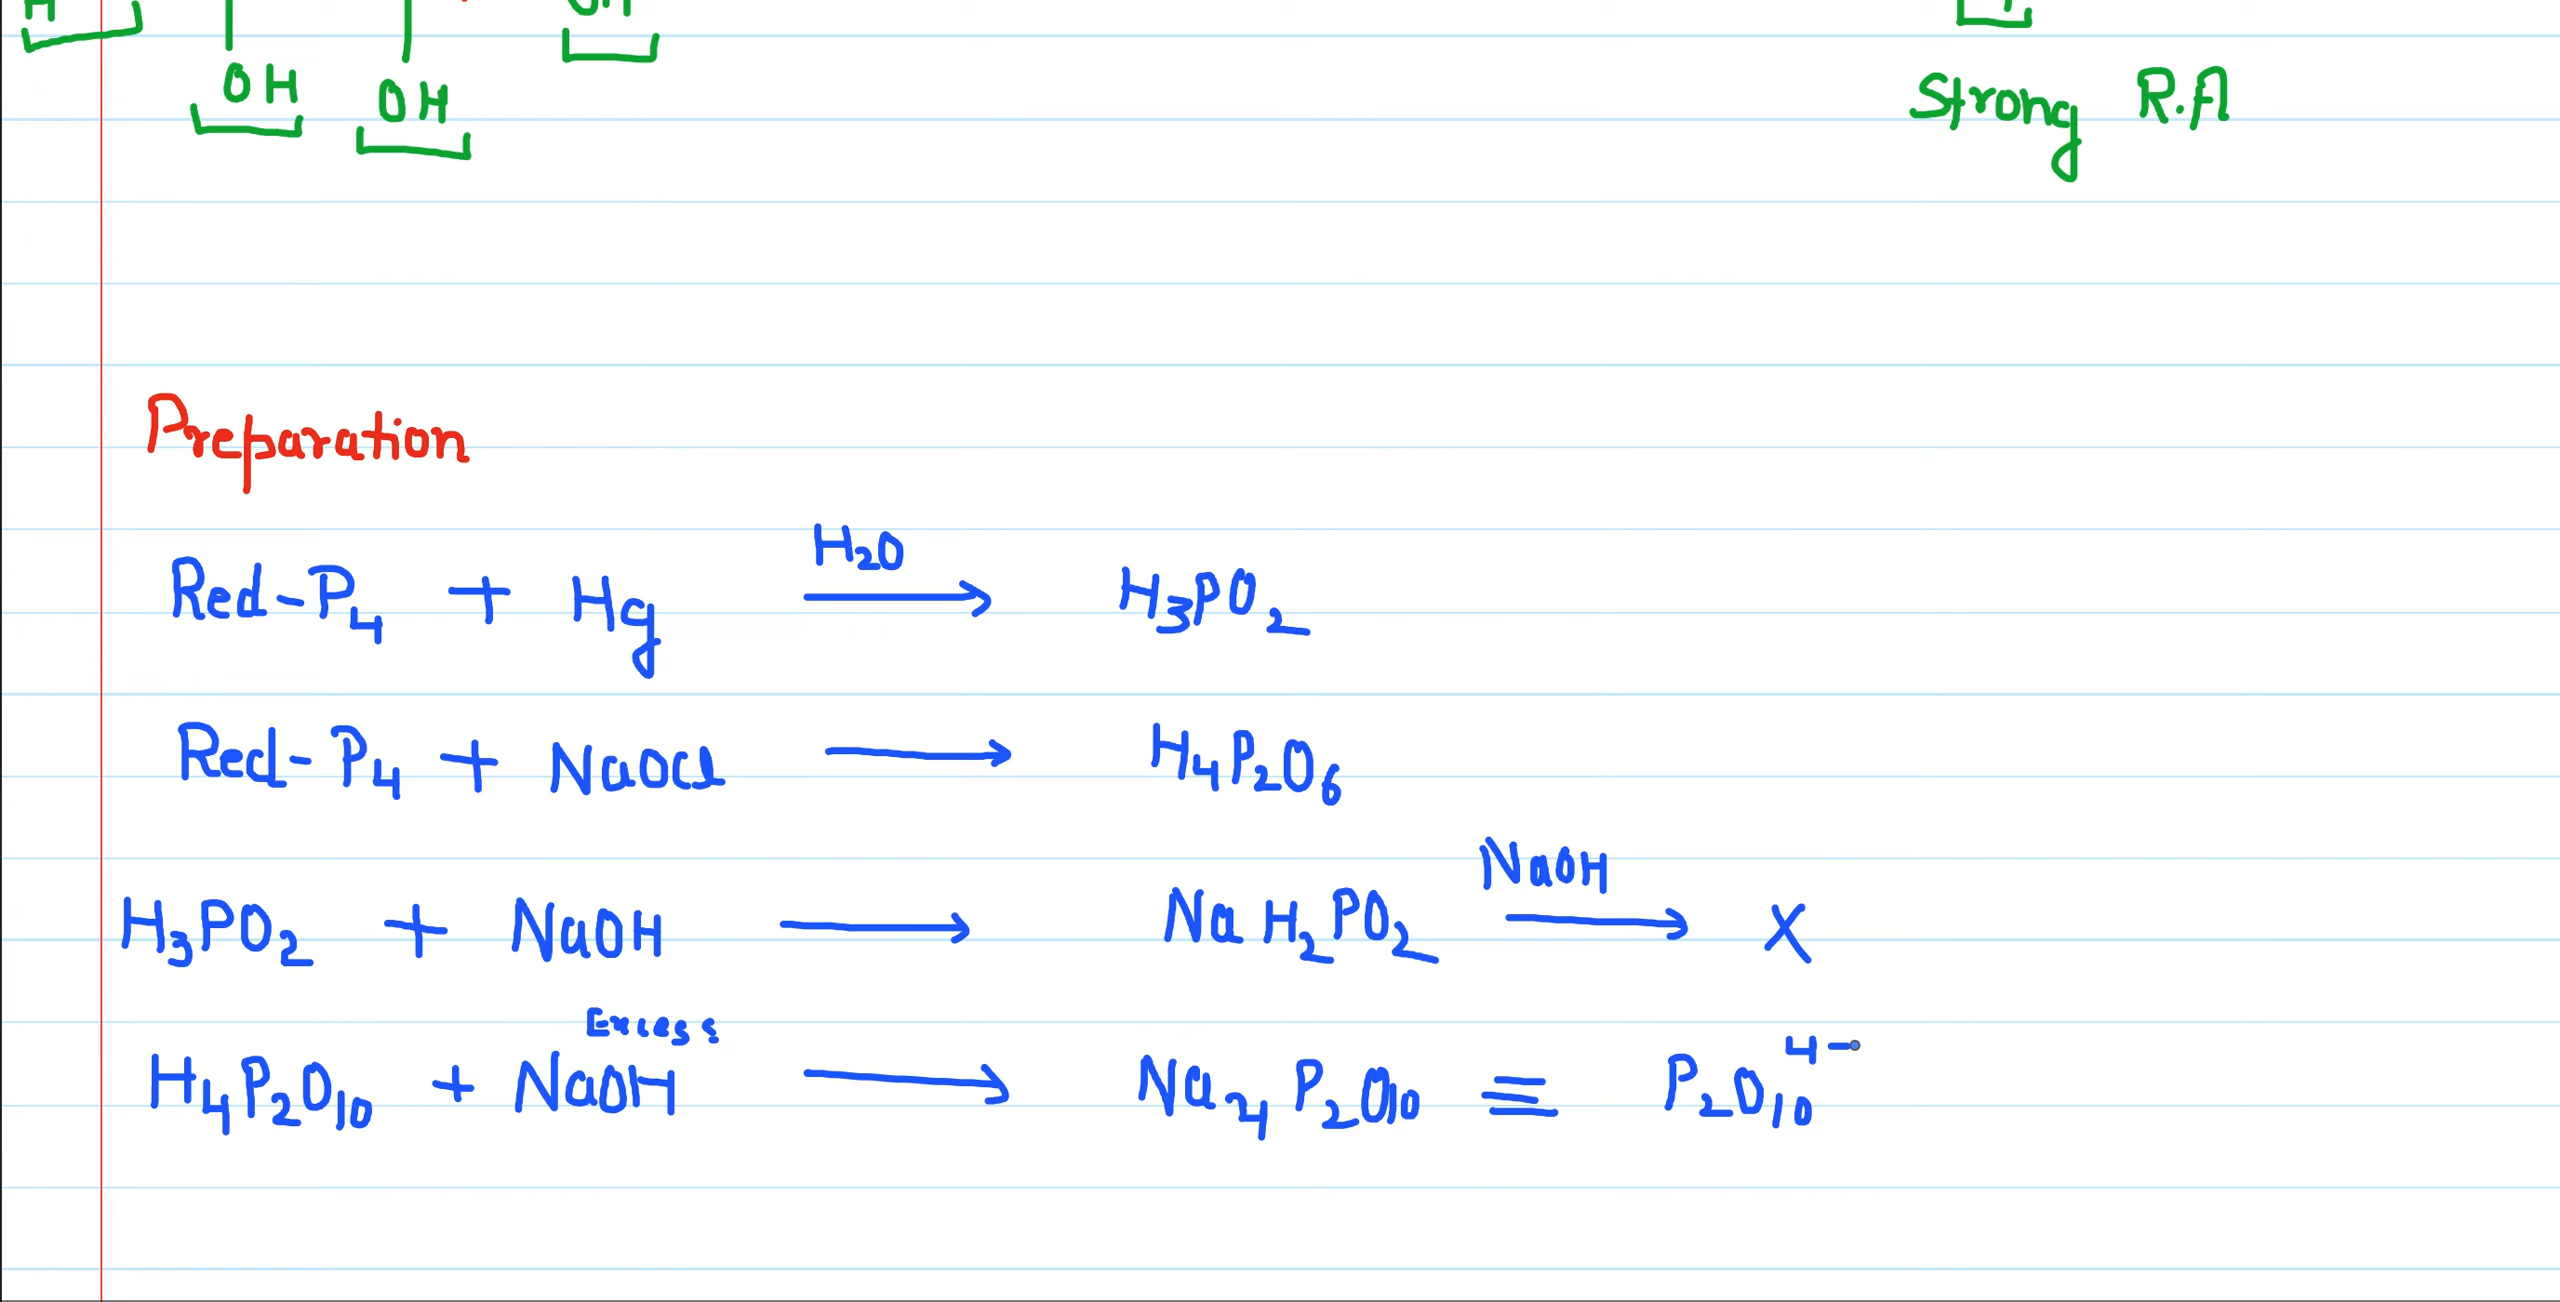 OH OH Strong R.A
Preparation
Red-P4 + Hg H2O → H3PO2
Red-P4 + NaOCl → H4P2O6
H3PO2 + NaOH → NaH2PO2 NaOH → X
Excess
H4P2O10 + NaOH → Na4P2O10 ≡ P2O10 4-